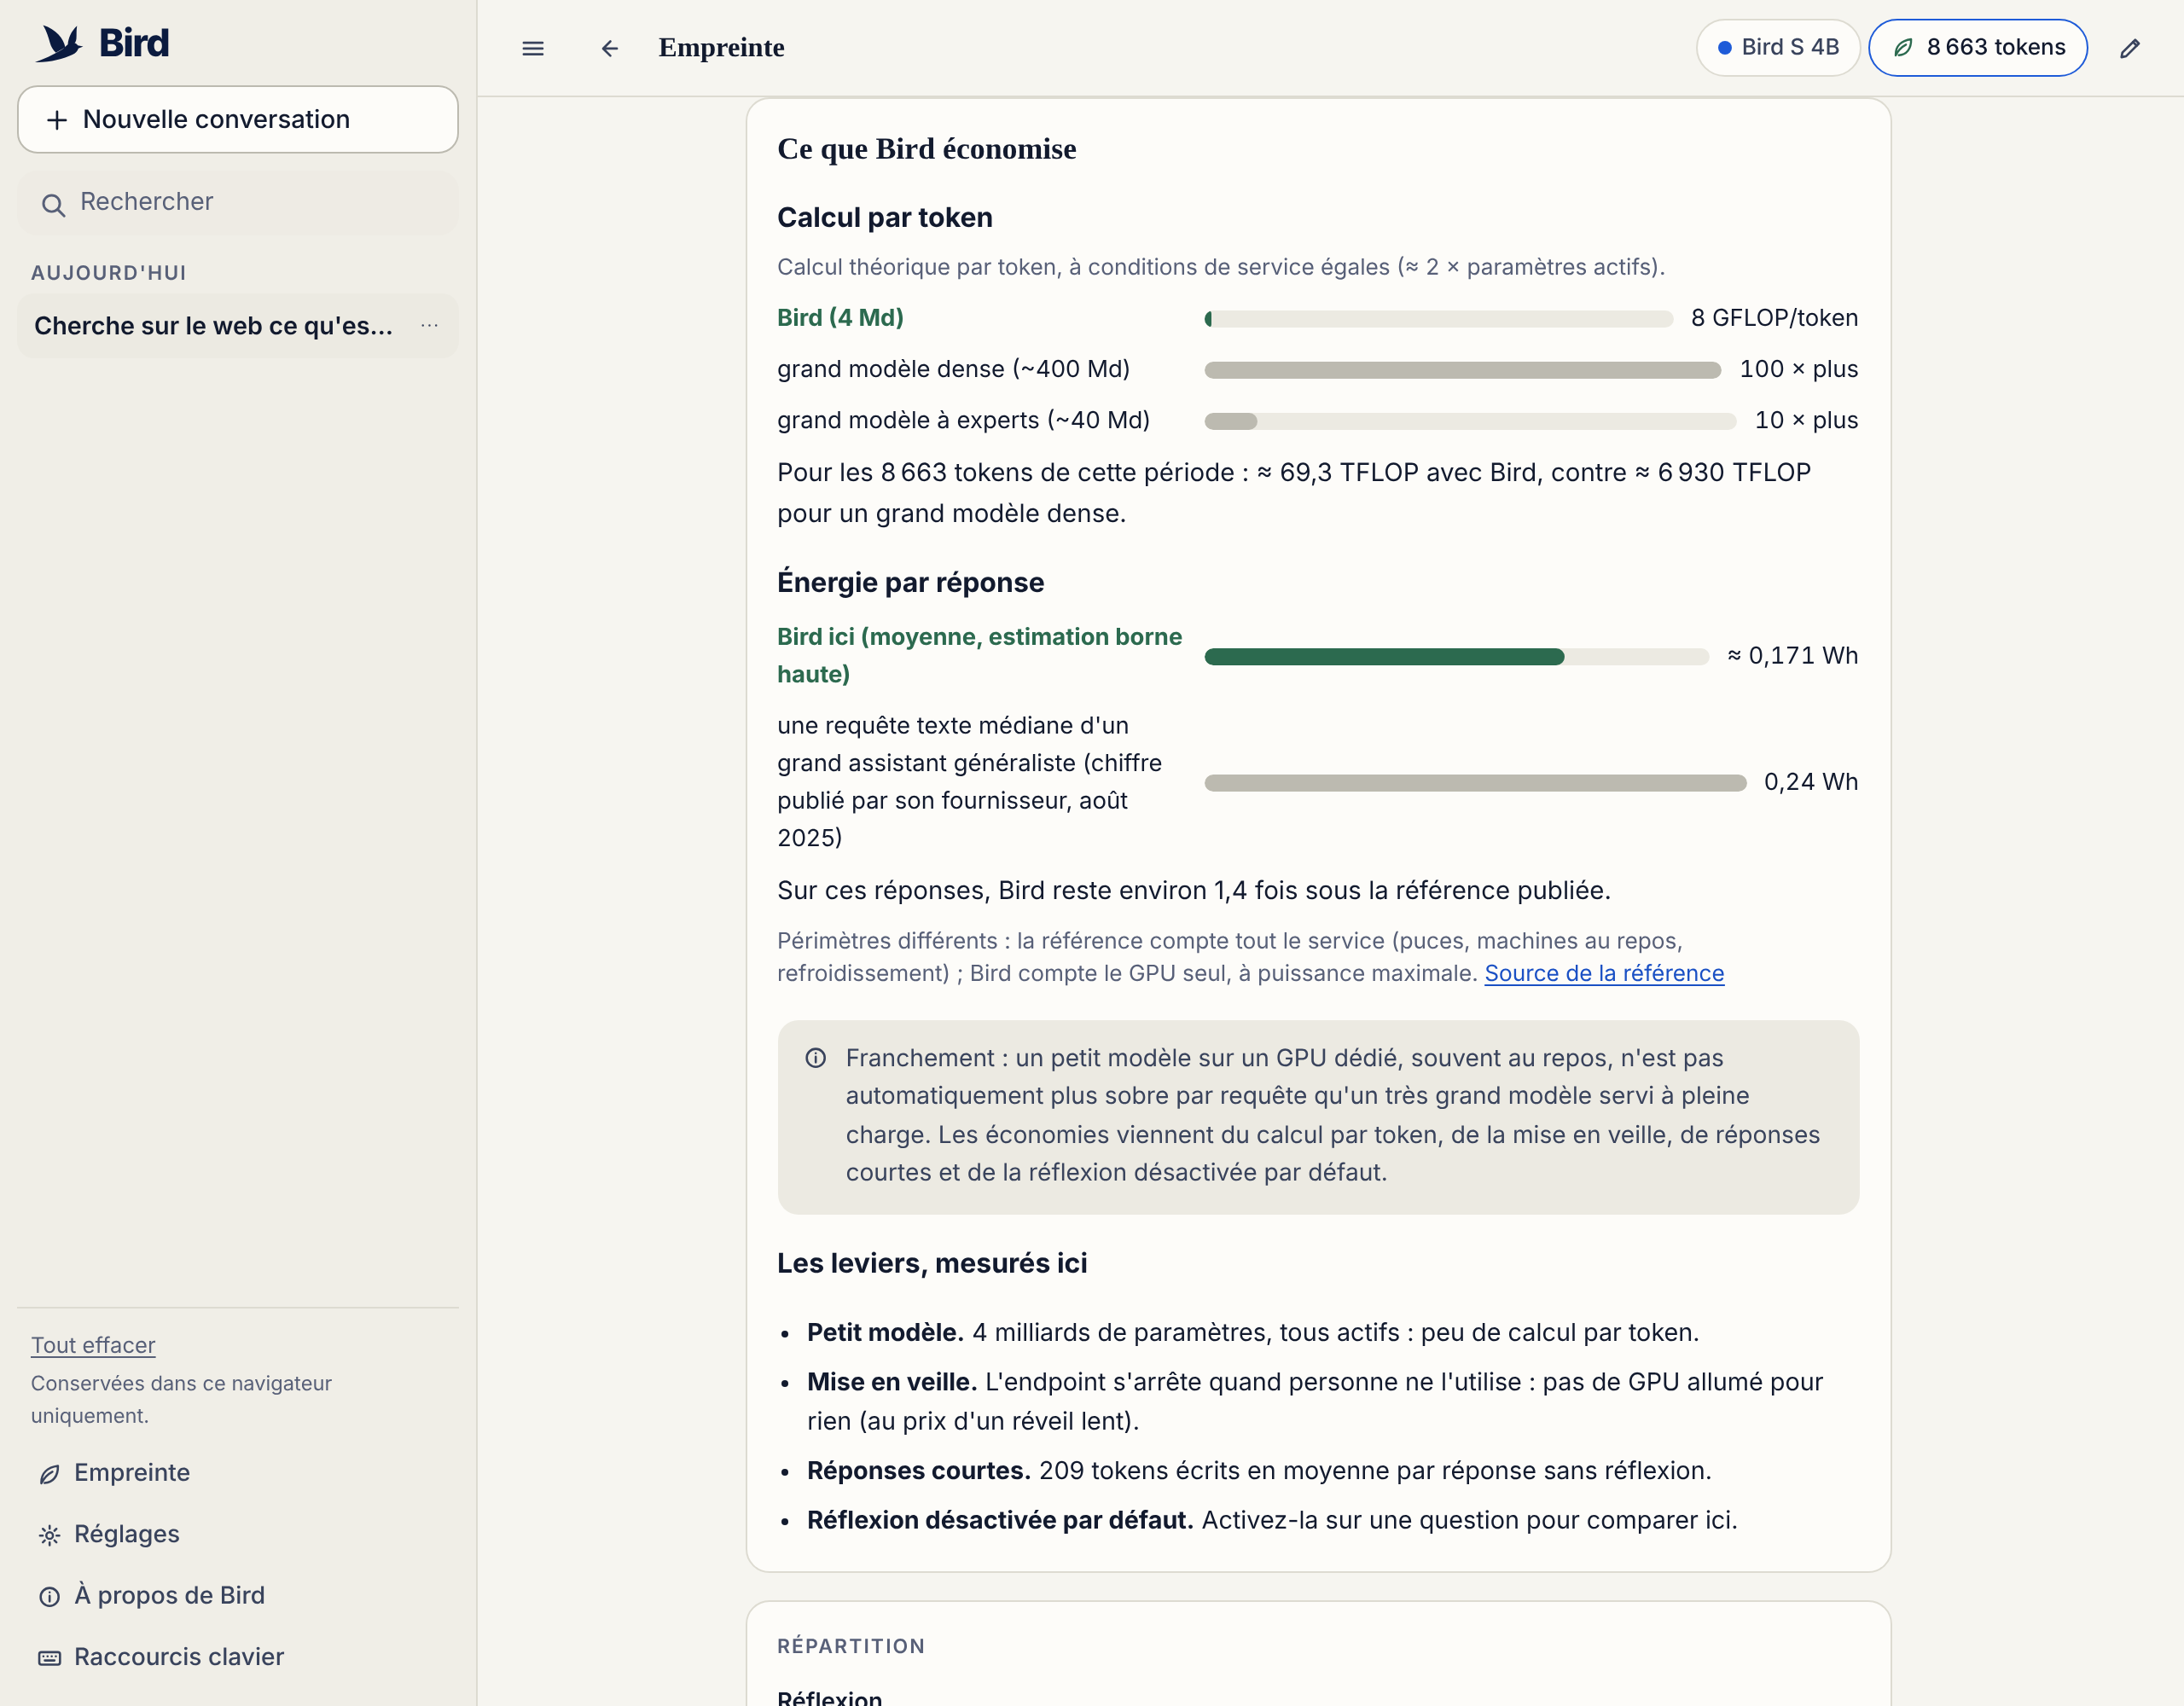 Bird
Nouvelle conversation
Rechercher
AUJOURD'HUI
Cherche sur le web ce qu'es...
Tout effacer
Conservées dans ce navigateur
uniquement.
Empreinte
Réglages
À propos de Bird
Raccourcis clavier
Empreinte
Bird S 4B
8 663 tokens
Ce que Bird économise
Calcul par token
Calcul théorique par token, à conditions de service égales (≈ 2 × paramètres actifs).
Bird (4 Md) 8 GFLOP/token
grand modèle dense (~400 Md) 100 × plus
grand modèle à experts (~40 Md) 10 × plus
Pour les 8 663 tokens de cette période : ≈ 69,3 TFLOP avec Bird, contre ≈ 6 930 TFLOP
pour un grand modèle dense.
Énergie par réponse
Bird ici (moyenne, estimation borne
haute)
≈ 0,171 Wh
une requête texte médiane d'un
grand assistant généraliste (chiffre
publié par son fournisseur, août
2025)
0,24 Wh
Sur ces réponses, Bird reste environ 1,4 fois sous la référence publiée.
Périmètres différents : la référence compte tout le service (puces, machines au repos,
refroidissement) ; Bird compte le GPU seul, à puissance maximale. Source de la référence
Franchement : un petit modèle sur un GPU dédié, souvent au repos, n'est pas
automatiquement plus sobre par requête qu'un très grand modèle servi à pleine
charge. Les économies viennent du calcul par token, de la mise en veille, de réponses
courtes et de la réflexion désactivée par défaut.
Les leviers, mesurés ici
• Petit modèle. 4 milliards de paramètres, tous actifs : peu de calcul par token.
• Mise en veille. L'endpoint s'arrête quand personne ne l'utilise : pas de GPU allumé pour
rien (au prix d'un réveil lent).
• Réponses courtes. 209 tokens écrits en moyenne par réponse sans réflexion.
• Réflexion désactivée par défaut. Activez-la sur une question pour comparer ici.
RÉPARTITION
Réflexion